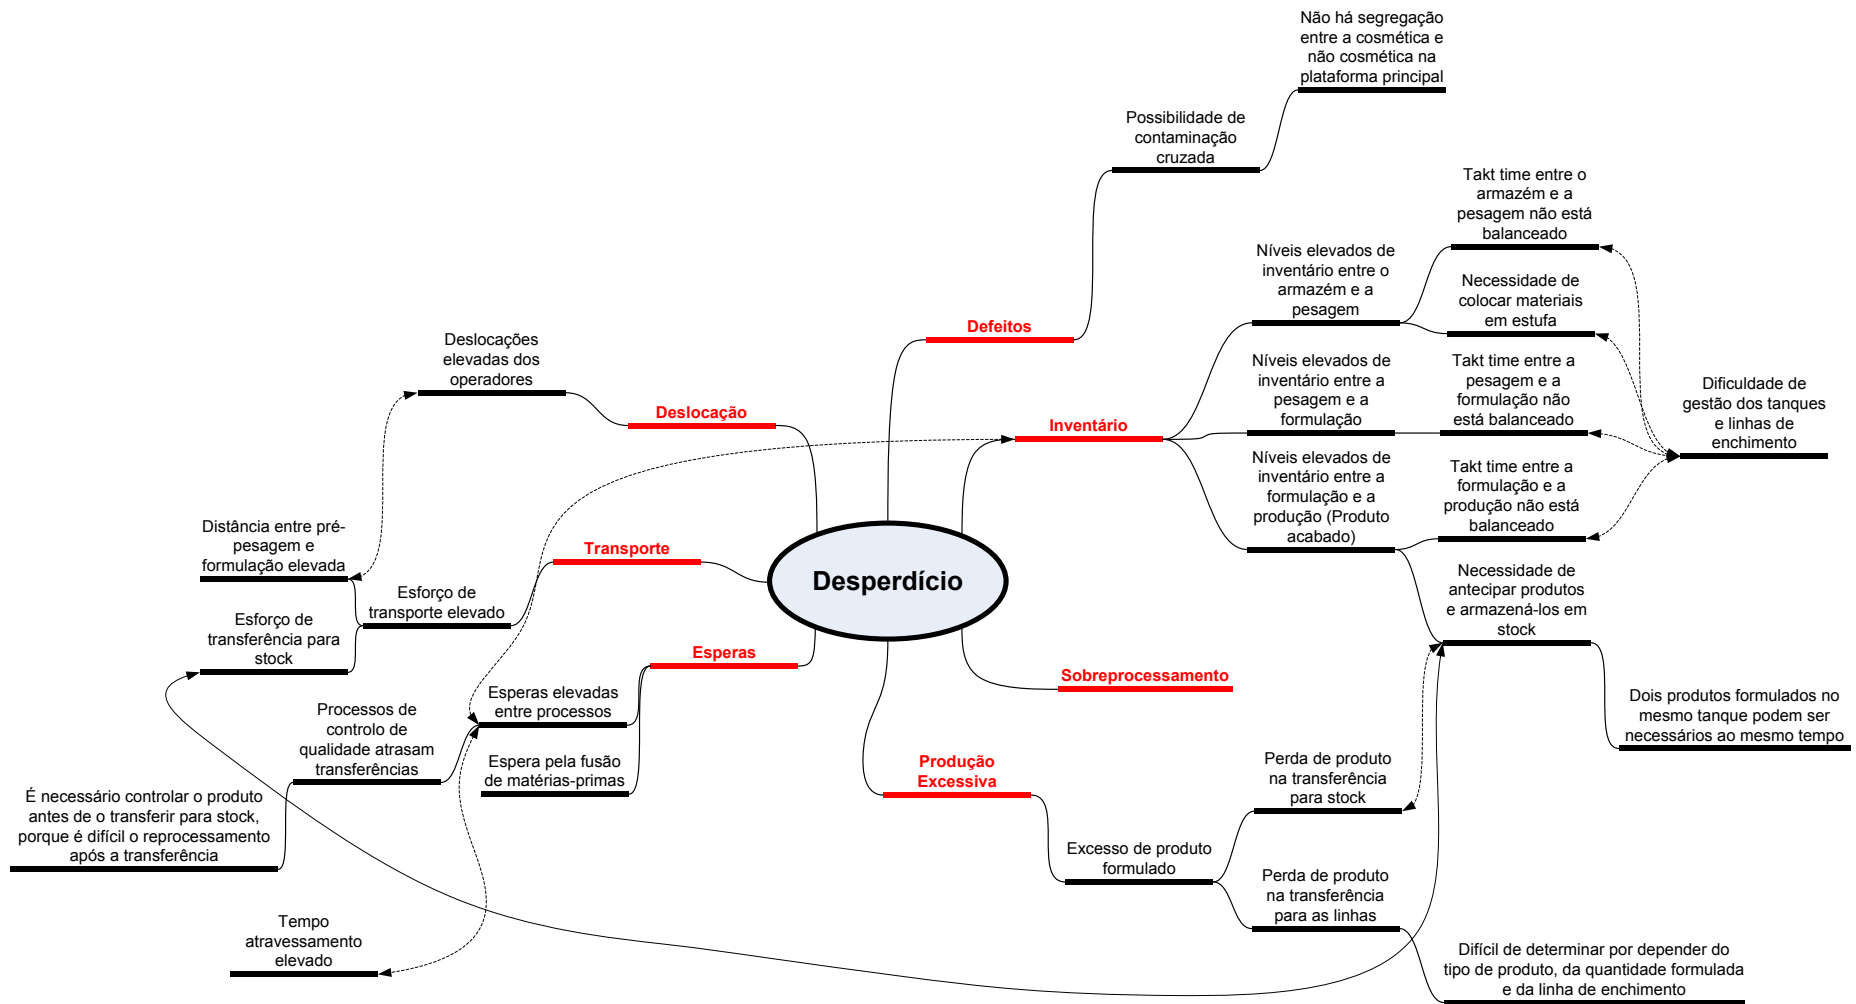 Não há segregação
entre a cosmética e
não cosmética na
plataforma principal
Possibilidade de
contaminação
cruzada
Defeitos
Takt time entre o
armazém e a
pesagem não está
balanceado
Níveis elevados de
inventário entre o
armazém e a
pesagem
Necessidade de
colocar materiais
em estufa
Inventário
Níveis elevados de
inventário entre a
pesagem e a
formulação
Takt time entre a
pesagem e a
formulação não
está balanceado
Dificuldade de
gestão dos tanques
e linhas de
enchimento
Níveis elevados de
inventário entre a
formulação e a
produção (Produto
acabado)
Takt time entre a
formulação e a
produção não está
balanceado
Necessidade de
antecipar produtos
e armazená-los em
stock
Dois produtos formulados no
mesmo tanque podem ser
necessários ao mesmo tempo
Deslocações
elevadas dos
operadores
Deslocação
Distância entre pré-
pesagem e
formulação elevada
Transporte
Esforço de
transporte elevado
Esforço de
transferência para
stock
Desperdício
Esperas
Esperas elevadas
entre processos
Processos de
controlo de
qualidade atrasam
transferências
Espera pela fusão
de matérias-primas
É necessário controlar o produto
antes de o transferir para stock,
porque é difícil o reprocessamento
após a transferência
Tempo
atravessamento
elevado
Sobreprocessamento
Produção
Excessiva
Excesso de produto
formulado
Perda de produto
na transferência
para stock
Perda de produto
na transferência
para as linhas
Difícil de determinar por depender do
tipo de produto, da quantidade formulada
e da linha de enchimento